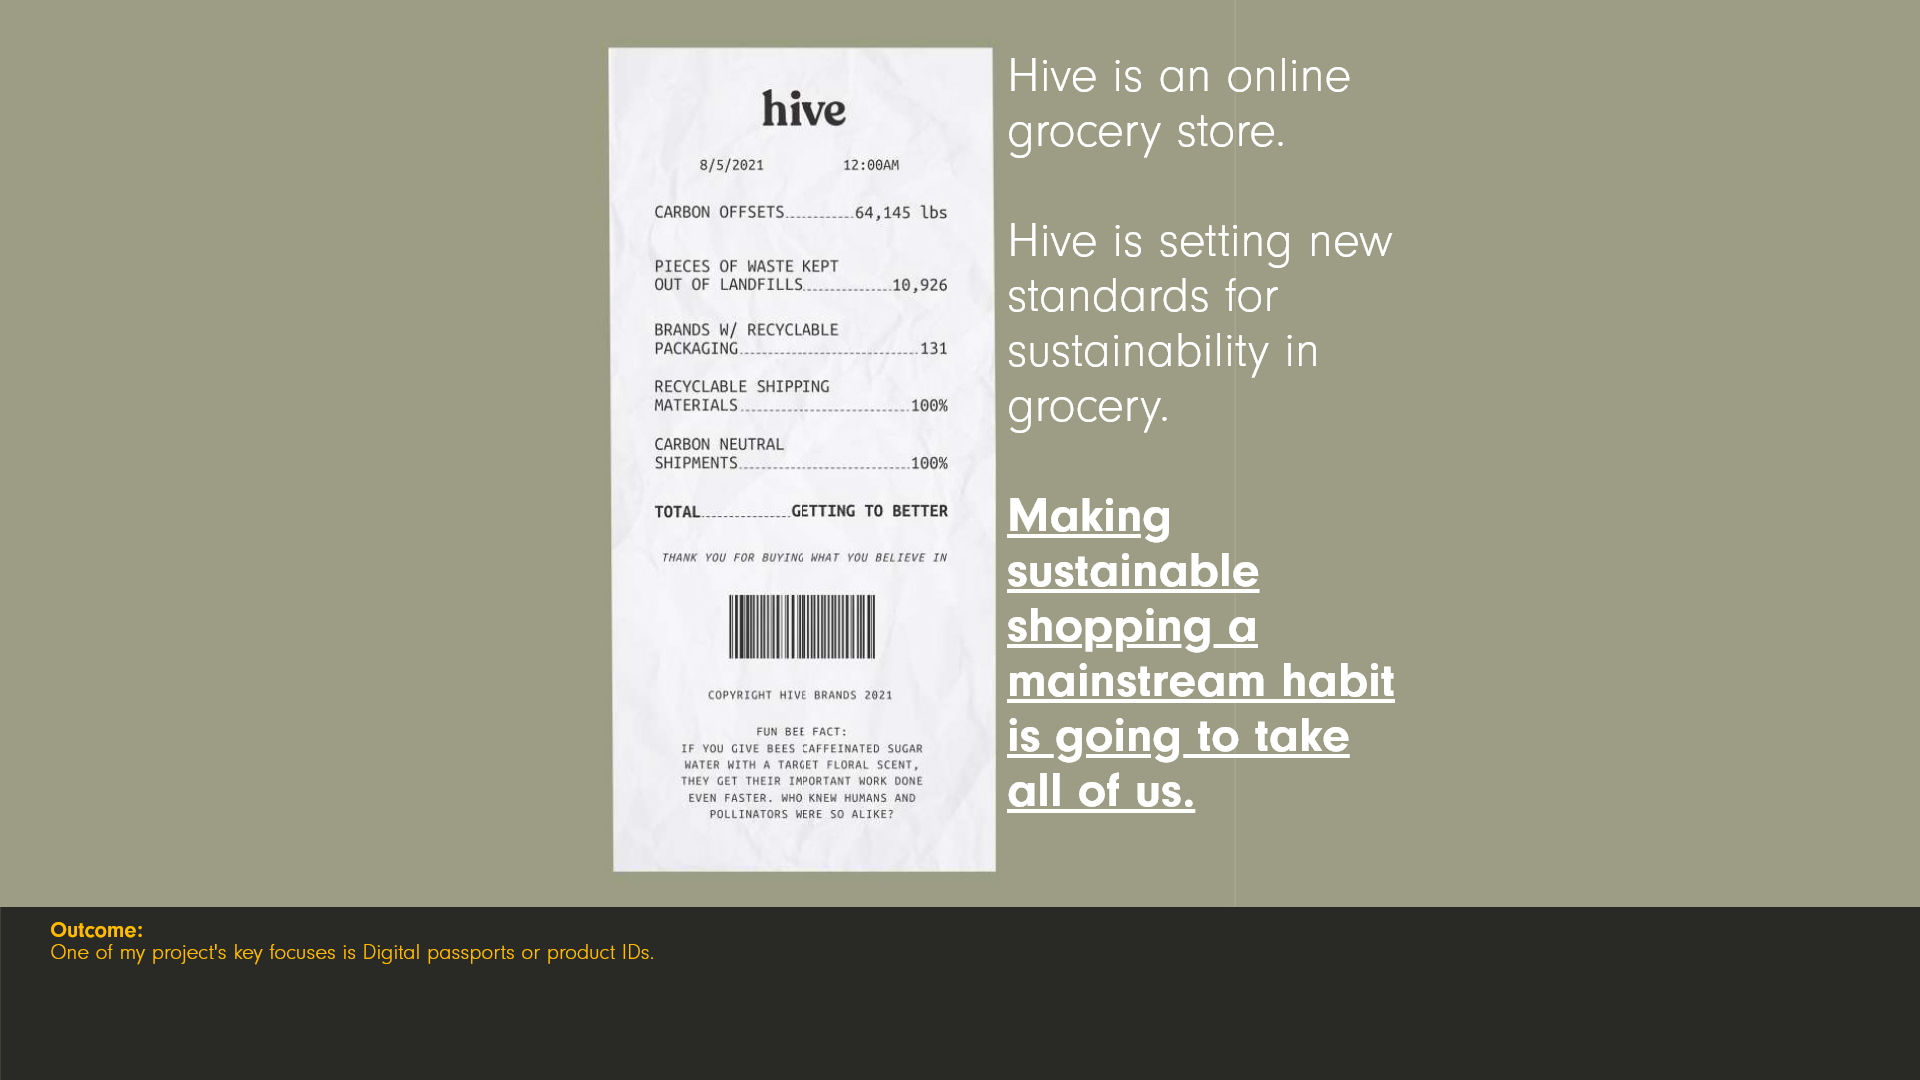 hive
8/5/2021 12:00AM
CARBON OFFSETS 64,145 lbs
PIECES OF WASTE KEPT
OUT OF LANDFILLS 10,926
BRANDS W/ RECYCLABLE
PACKAGING 131
RECYCLABLE SHIPPING
MATERIALS 100%
CARBON NEUTRAL
SHIPMENTS 100%
TOTAL GETTING TO BETTER
THANK YOU FOR BUYING WHAT YOU BELIEVE IN
COPYRIGHT HIVE BRANDS 2021
FUN BEE FACT:
IF YOU GIVE BEES CAFFEINATED SUGAR
WATER WITH A TARGET FLORAL SCENT,
THEY GET THEIR IMPORTANT WORK DONE
EVEN FASTER. WHO KNEW HUMANS AND
POLLINATORS WERE SO ALIKE?
Hive is an online
grocery store.
Hive is setting new
standards for
sustainability in
grocery.
Making
sustainable
shopping a
mainstream habit
is going to take
all of us.
Outcome:
One of my project's key focuses is Digital passports or product IDs.